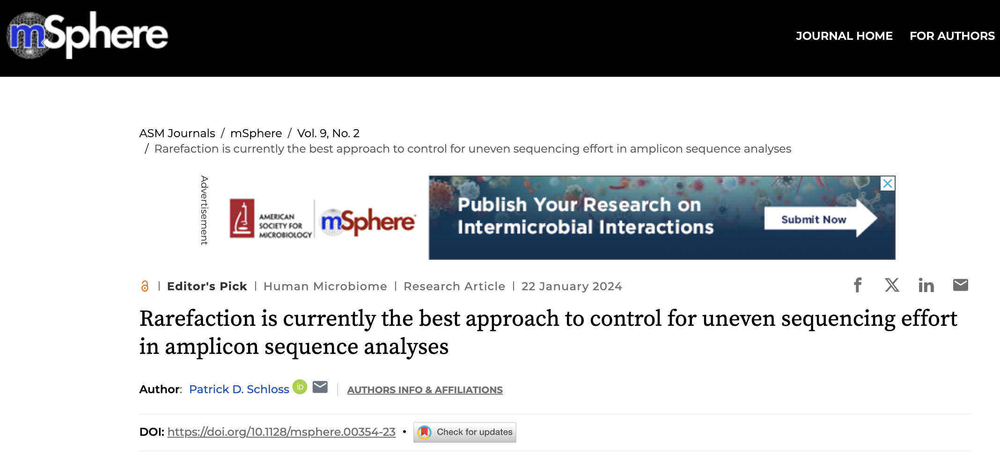 mSphere
JOURNAL HOME FOR AUTHORS
ASM Journals / mSphere / Vol. 9, No. 2
/ Rarefaction is currently the best approach to control for uneven sequencing effort in amplicon sequence analyses
Advertisement
AMERICAN
SOCIETY FOR
MICROBIOLOGY
mSphere
Publish Your Research on
Intermicrobial Interactions
Submit Now
| Editor's Pick | Human Microbiome | Research Article | 22 January 2024
Rarefaction is currently the best approach to control for uneven sequencing effort
in amplicon sequence analyses
Author: Patrick D. Schloss iD | AUTHORS INFO & AFFILIATIONS
DOI: https://doi.org/10.1128/msphere.00354-23 • Check for updates